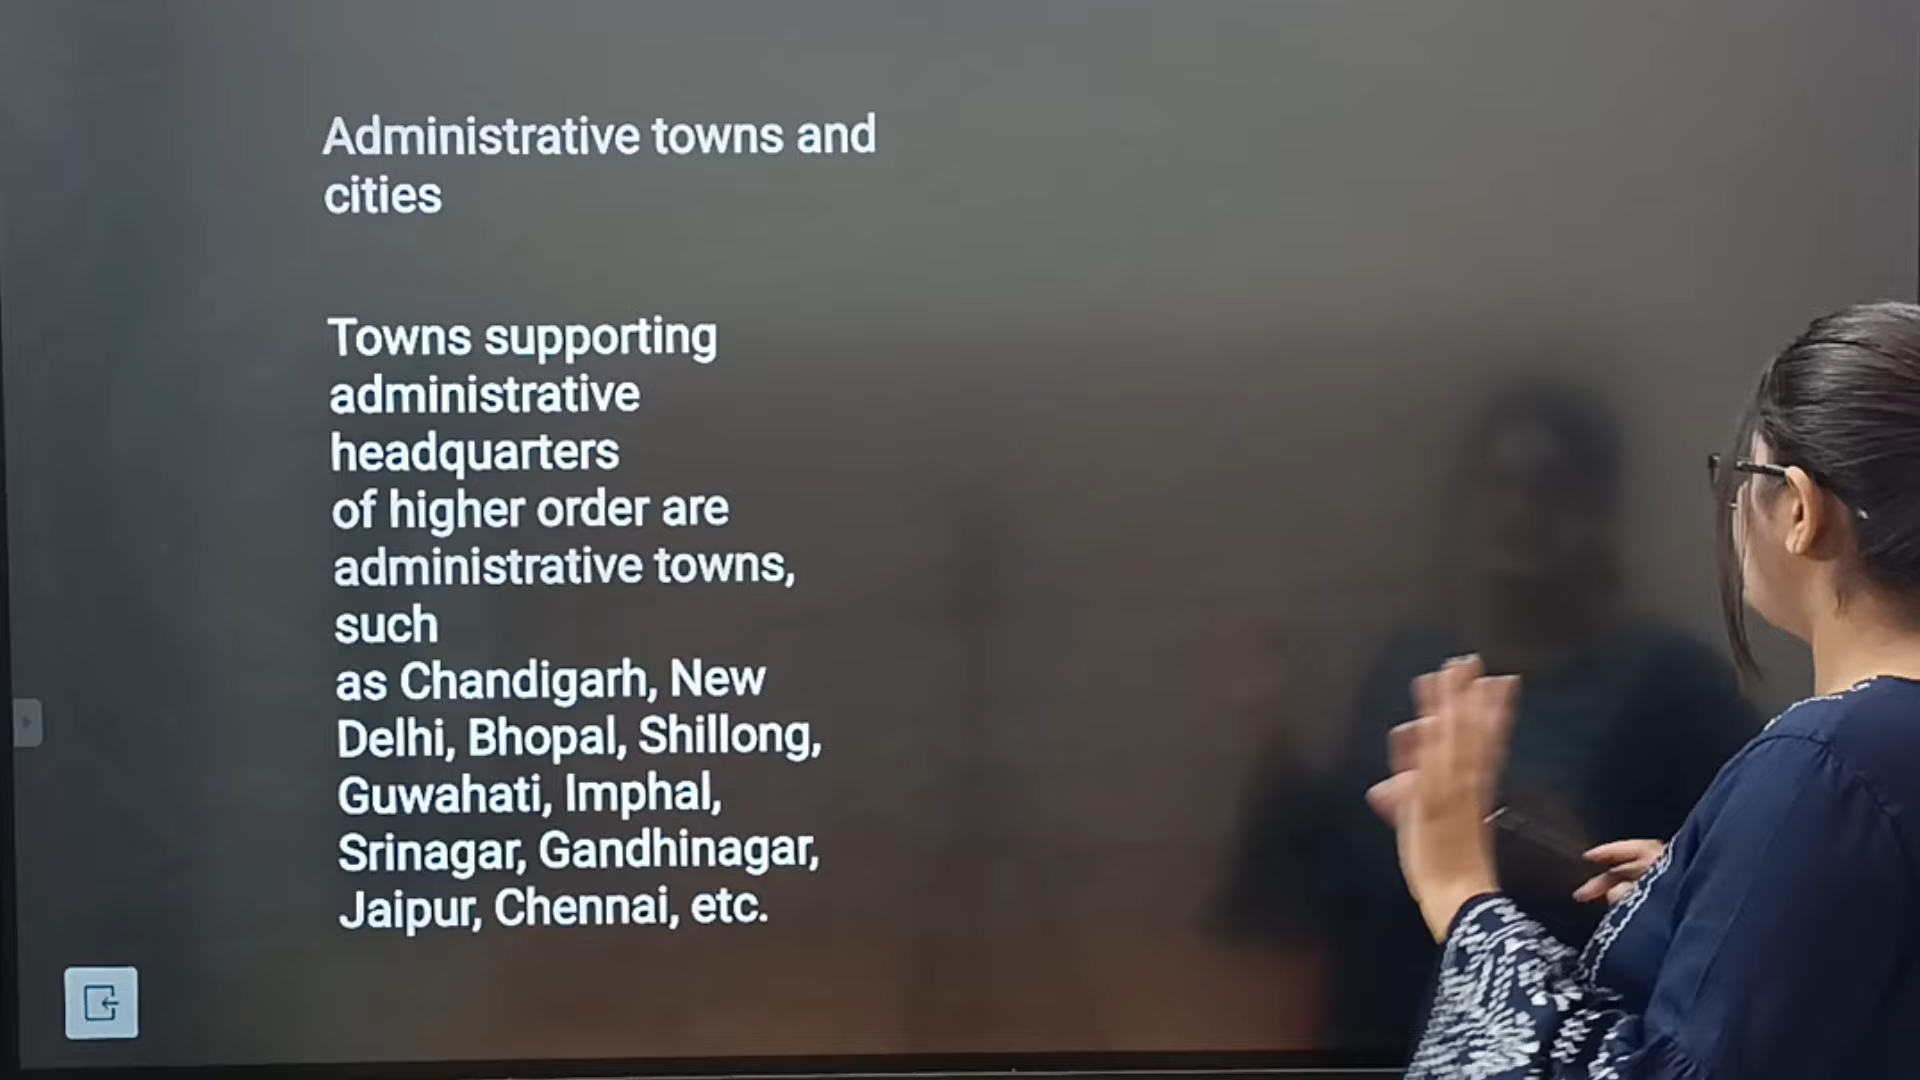 Administrative towns and
cities
Towns supporting
administrative
headquarters
of higher order are
administrative towns,
such
as Chandigarh, New
Delhi, Bhopal, Shillong,
Guwahati, Imphal,
Srinagar, Gandhinagar,
Jaipur, Chennai, etc.